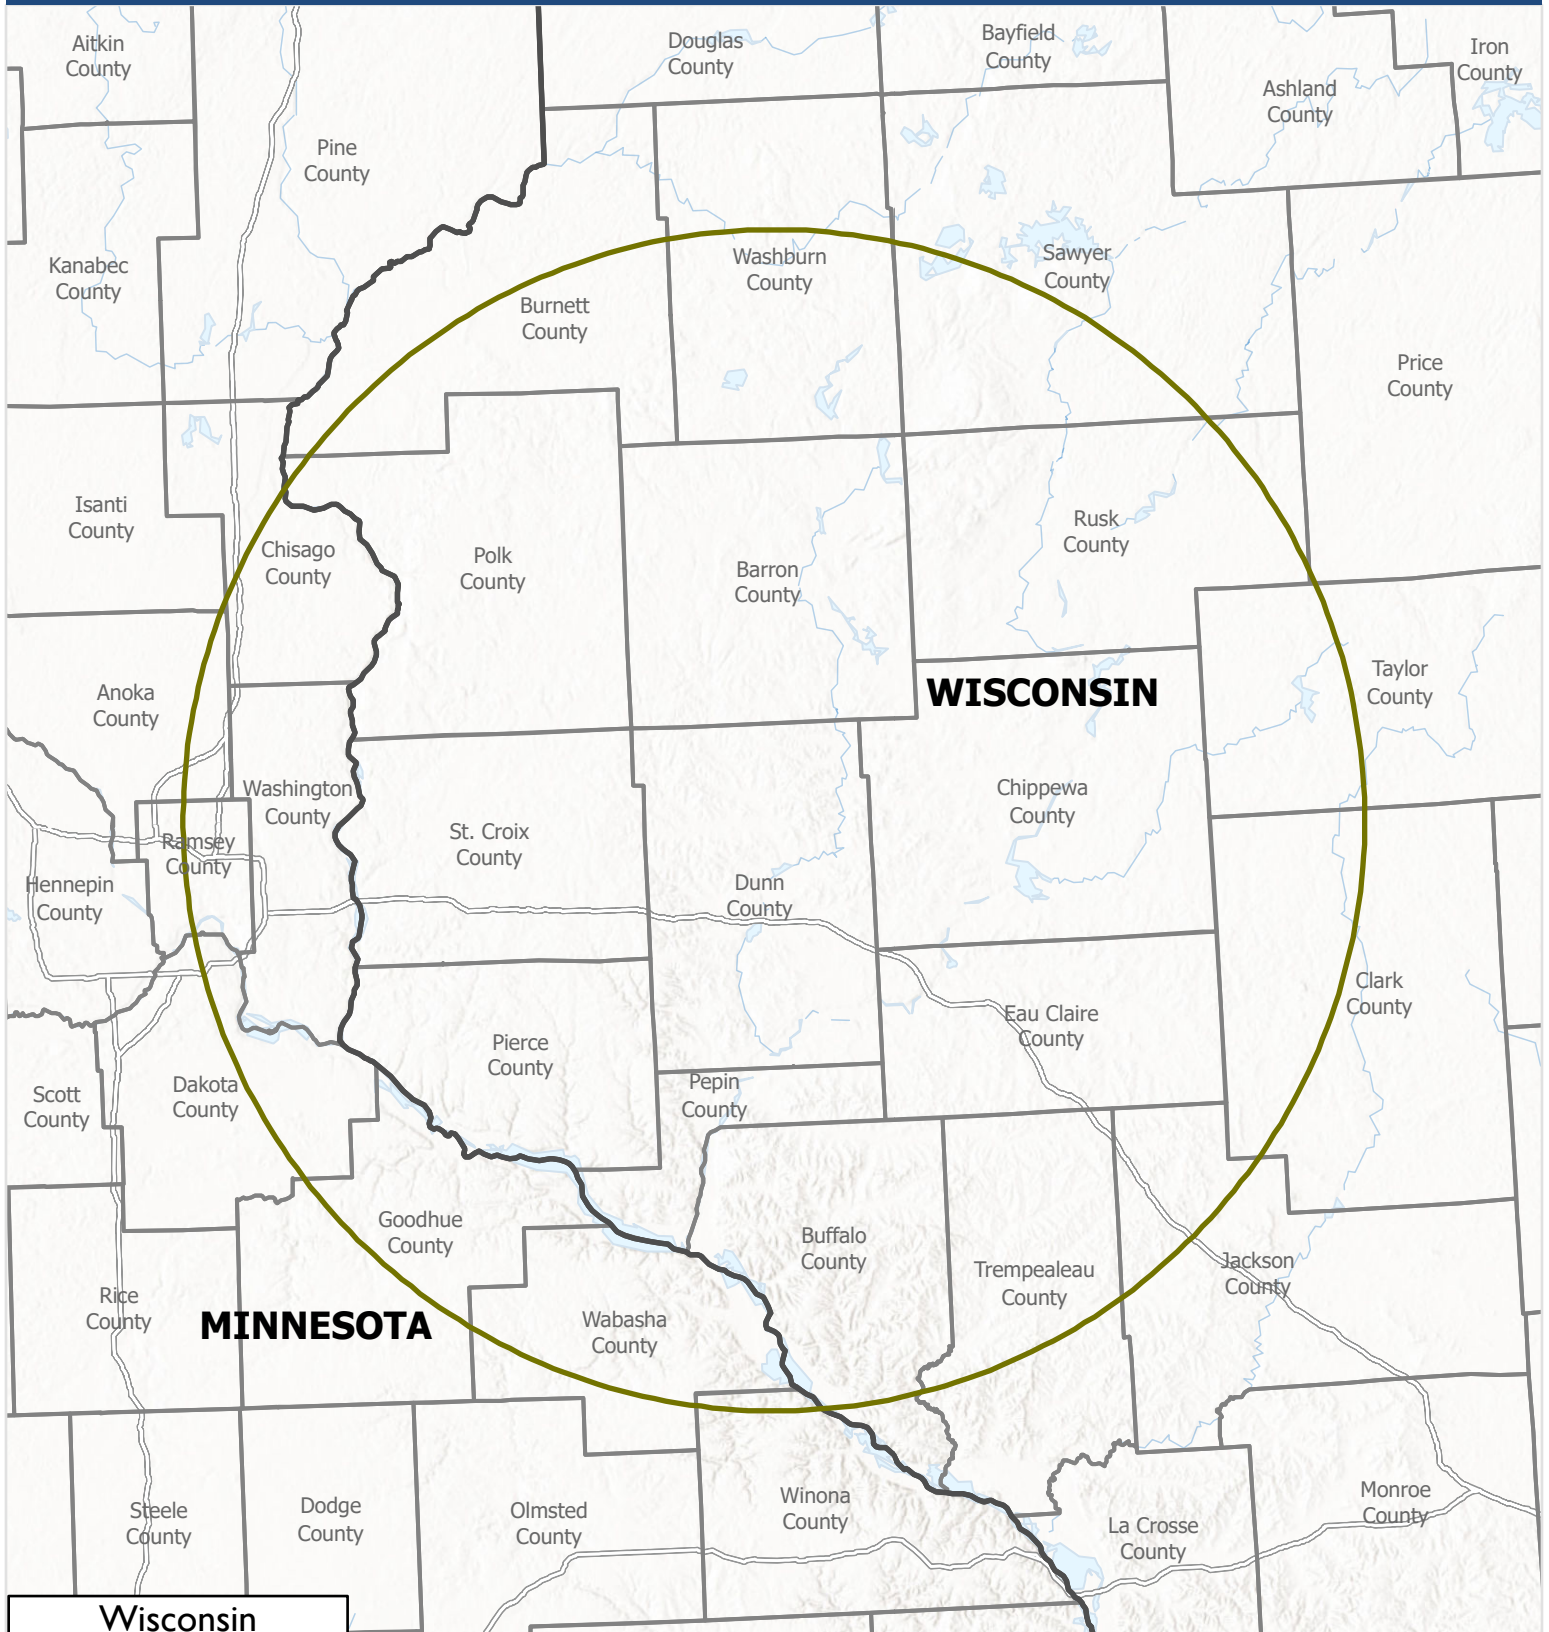 Aitkin
County
Douglas
County
Bayfield
County
Iron
County
Ashland
County
Pine
County
Kanabec
County
Washburn
County
Sawyer
County
Burnett
County
Price
County
Isanti
County
Chisago
County
Polk
County
Barron
County
Rusk
County
Anoka
County
WISCONSIN
Taylor
County
Washington
County
Chippewa
County
St. Croix
County
Ramsey
County
Hennepin
County
Dunn
County
Clark
County
Eau Claire
County
Pierce
County
Scott
County
Dakota
County
Pepin
County
Goodhue
County
Buffalo
County
Trempealeau
County
Jackson
County
Rice
County
MINNESOTA
Wabasha
County
Steele
County
Dodge
County
Olmsted
County
Winona
County
La Crosse
County
Monroe
County
Wisconsin